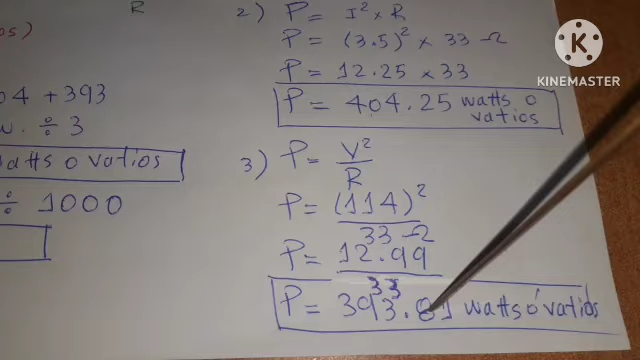 R
os)
04 + 393
w. ÷ 3
watts o vatios
÷ 1000
2) P = I² × R
P = (3.5)² × 33 Ω
P = 12.25 × 33
P = 404.25 watts o
vatios
3) P = V²
R
P = (114)²
33 Ω
P = 12.99
33
P = 393.81 watts ó vatios
KINEMASTER